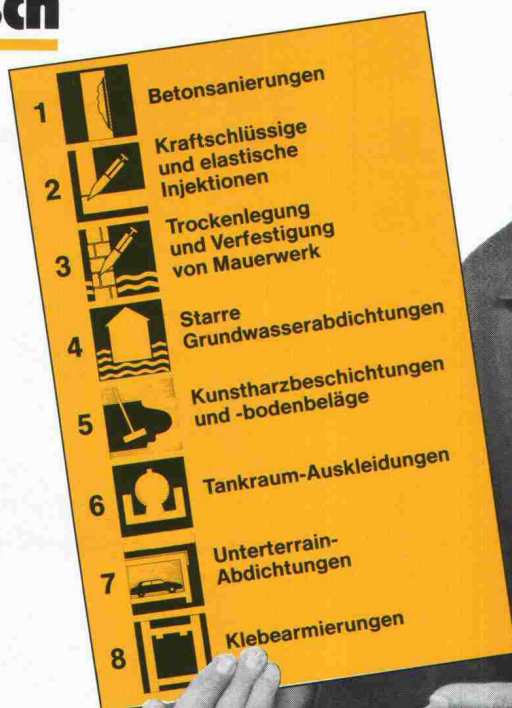 1 Betonsanierungen
2 Kraftschlüssige
und elastische
Injektionen
3 Trockenlegung
und Verfestigung
von Mauerwerk
4 Starre
Grundwasserabdichtungen
5 Kunstharzbeschichtungen
und -bodenbeläge
6 Tankraum-Auskleidungen
7 Unterterrain-
Abdichtungen
8 Klebearmierungen